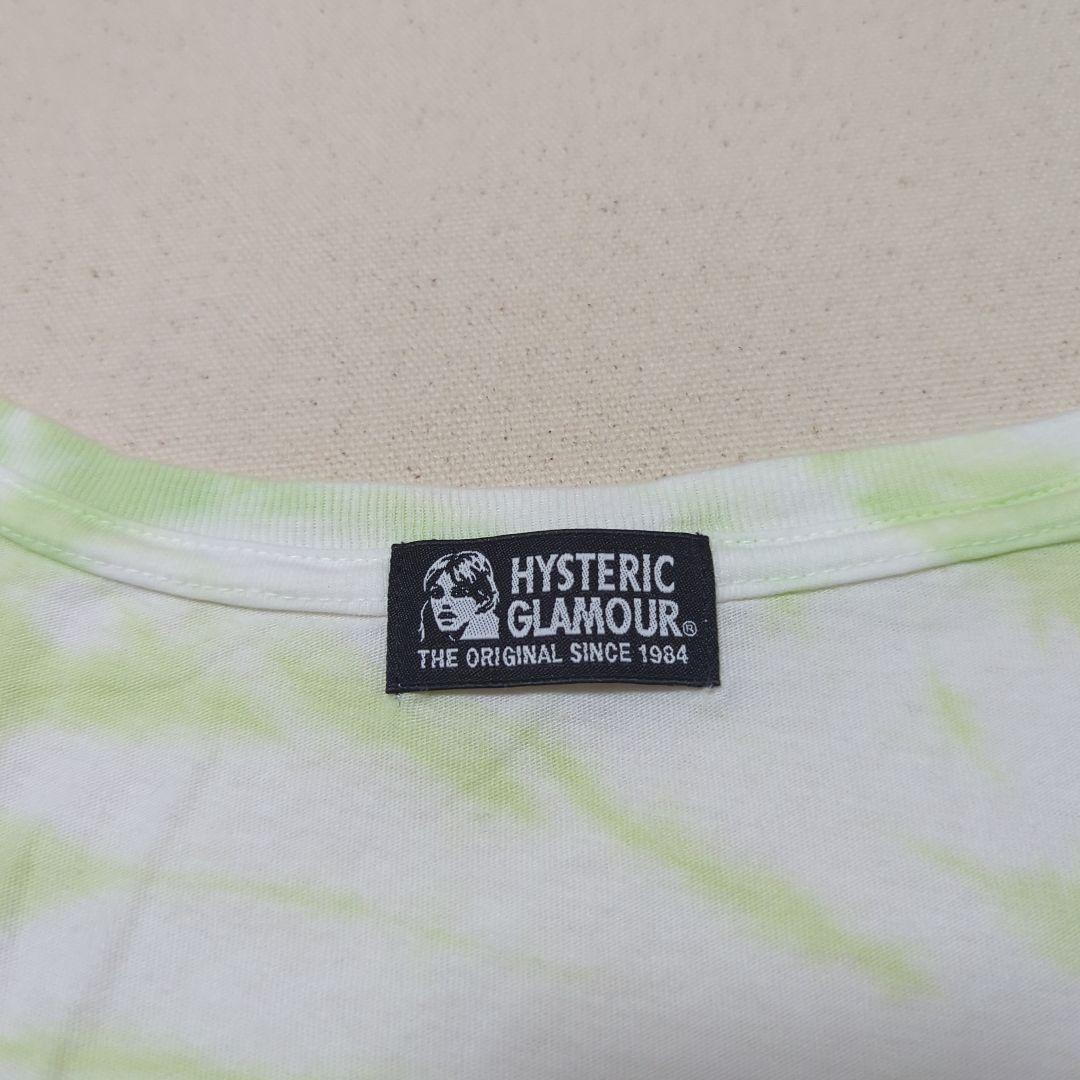 HYSTERIC
GLAMOUR®
THE ORIGINAL SINCE 1984